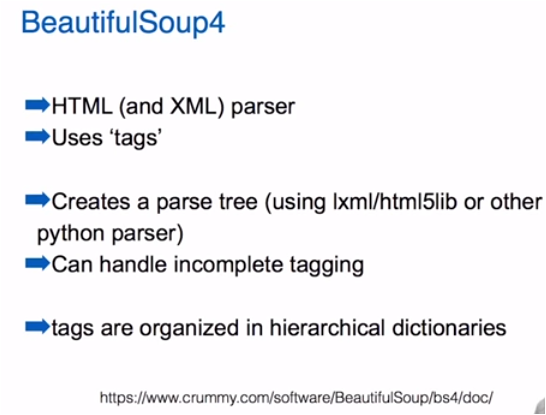 BeautifulSoup4
➡HTML (and XML) parser
➡Uses ‘tags’
➡Creates a parse tree (using lxml/html5lib or other
python parser)
➡Can handle incomplete tagging
➡tags are organized in hierarchical dictionaries
https://www.crummy.com/software/BeautifulSoup/bs4/doc/